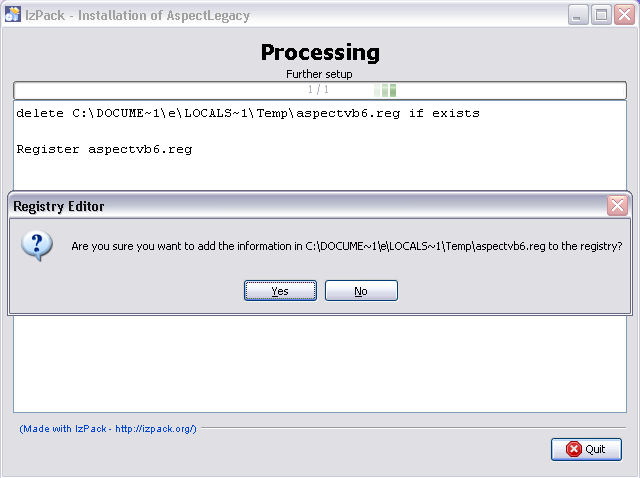 IzPack - Installation of AspectLegacy
Processing
Further setup
1 / 1
delete C:\DOCUME~1\e\LOCALS~1\Temp\aspectvb6.reg if exists
Register aspectvb6.reg
Registry Editor
Are you sure you want to add the information in C:\DOCUME~1\e\LOCALS~1\Temp\aspectvb6.reg to the registry?
Yes No
(Made with IzPack - http://izpack.org/)
Quit